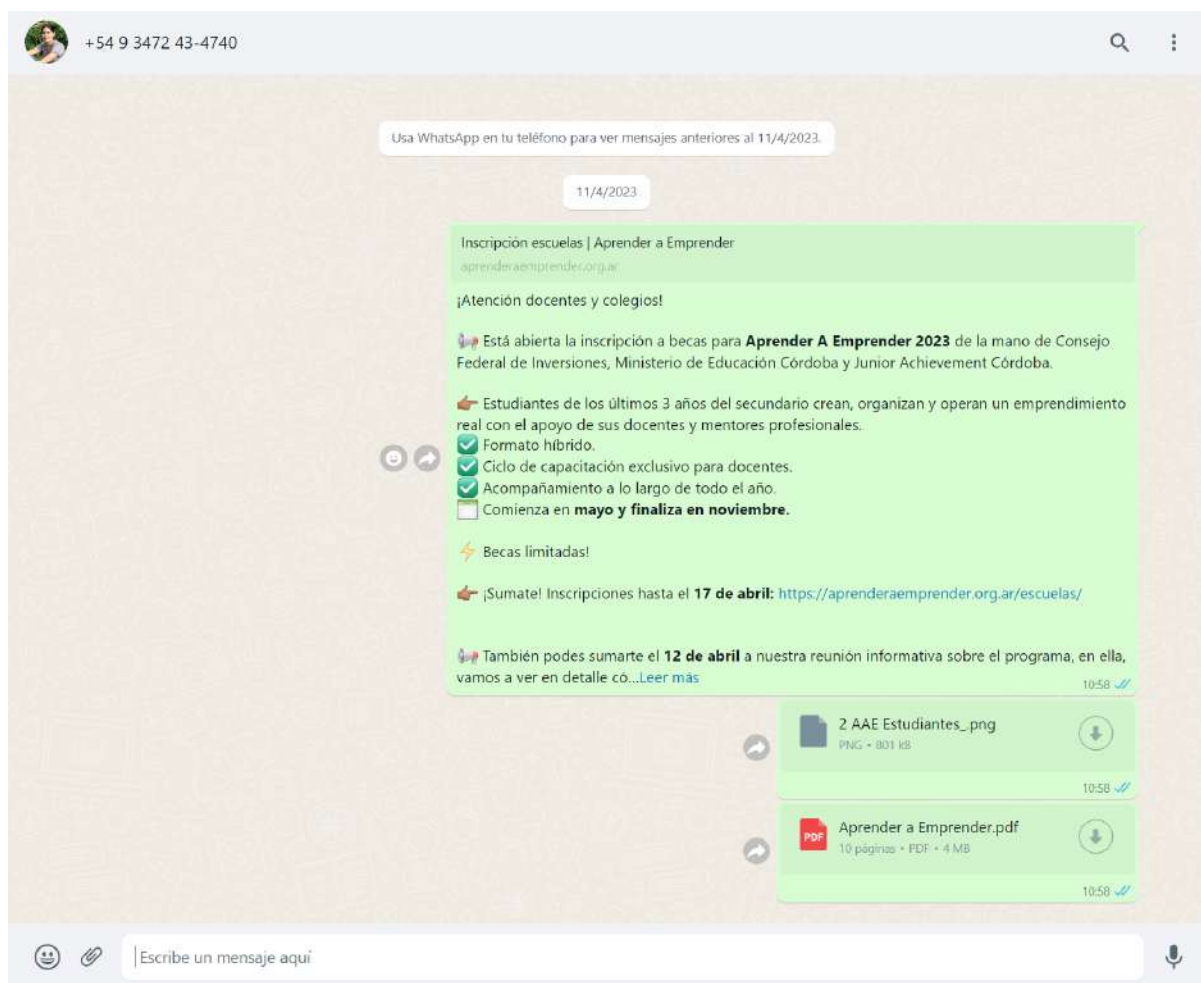 +54 9 3472 43-4740
Usa WhatsApp en tu teléfono para ver mensajes anteriores al 11/4/2023.
11/4/2023
Inscripción escuelas | Aprender a Emprender
aprenderaemprender.org.ar
¡Atención docentes y colegios!
Está abierta la inscripción a becas para Aprender A Emprender 2023 de la mano de Consejo
Federal de Inversiones, Ministerio de Educación Córdoba y Junior Achievement Córdoba.
Estudiantes de los últimos 3 años del secundario crean, organizan y operan un emprendimiento
real con el apoyo de sus docentes y mentores profesionales.
Formato híbrido.
Ciclo de capacitación exclusivo para docentes.
Acompañamiento a lo largo de todo el año.
Comienza en mayo y finaliza en noviembre.
Becas limitadas!
¡Sumate! Inscripciones hasta el 17 de abril: https://aprenderaemprender.org.ar/escuelas/
También podes sumarte el 12 de abril a nuestra reunión informativa sobre el programa, en ella,
vamos a ver en detalle có...Leer más
10:58
2 AAE Estudiantes_.png
PNG • 801 kB
10:58
Aprender a Emprender.pdf
PDF
10 páginas • PDF • 4 MB
10:58
Escribe un mensaje aquí